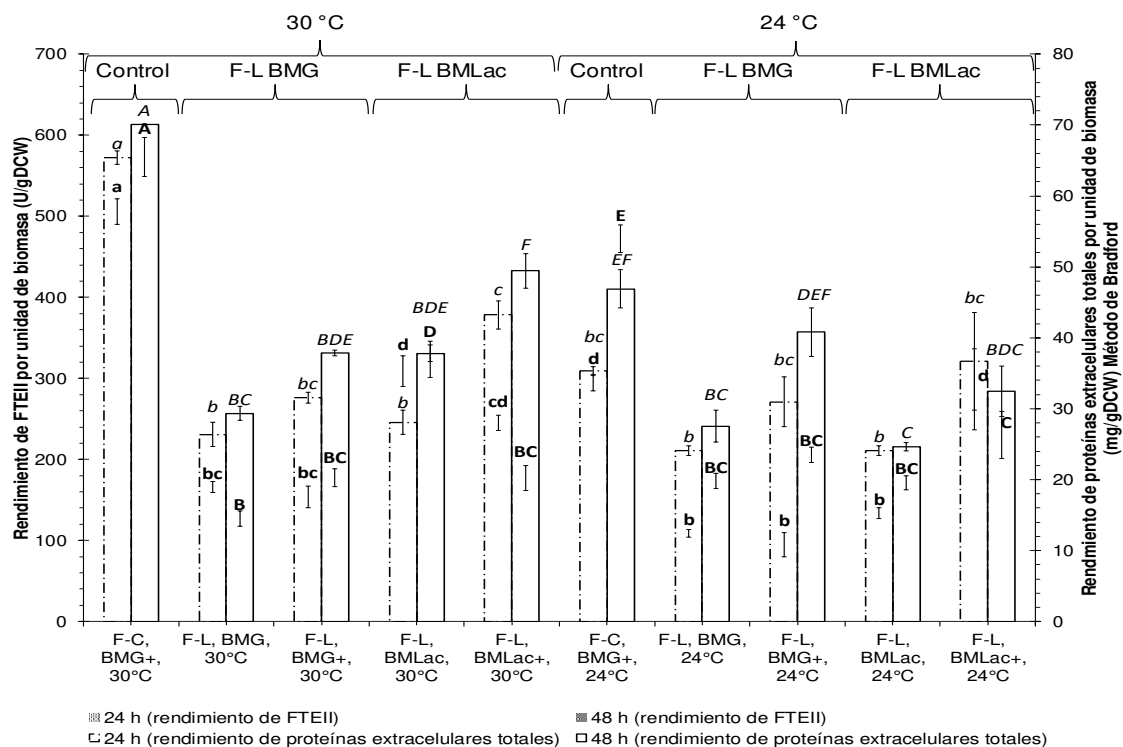 30 °C 24 °C
Control F-L BMG F-L BMLac Control F-L BMG F-L BMLac
Rendimiento de FTEII por unidad de biomasa (U/gDCW)
700
600
500
400
300
200
100
0
a A
a A
b BC
bc B
bc BDE
bc BC
b BDE
d D
c F
cd BC
bc EF
d E
b BC
b BC
bc DEF
b BC
b C
b BC
bc BDC
d C
80
70
60
50
40
30
20
10
0
Rendimiento de proteínas extracelulares totales por unidad de biomasa
(mg/gDCW) Método de Bradford
F-C,
BMG+,
30°C
F-L, BMG,
30°C
F-L,
BMG+,
30°C
F-L,
BMLac,
30°C
F-L,
BMLac+,
30°C
F-C,
BMG+,
24°C
F-L, BMG,
24°C
F-L,
BMG+,
24°C
F-L,
BMLac,
24°C
F-L,
BMLac+,
24°C
24 h (rendimiento de FTEII)
48 h (rendimiento de FTEII)
24 h (rendimiento de proteínas extracelulares totales)
48 h (rendimiento de proteínas extracelulares totales)